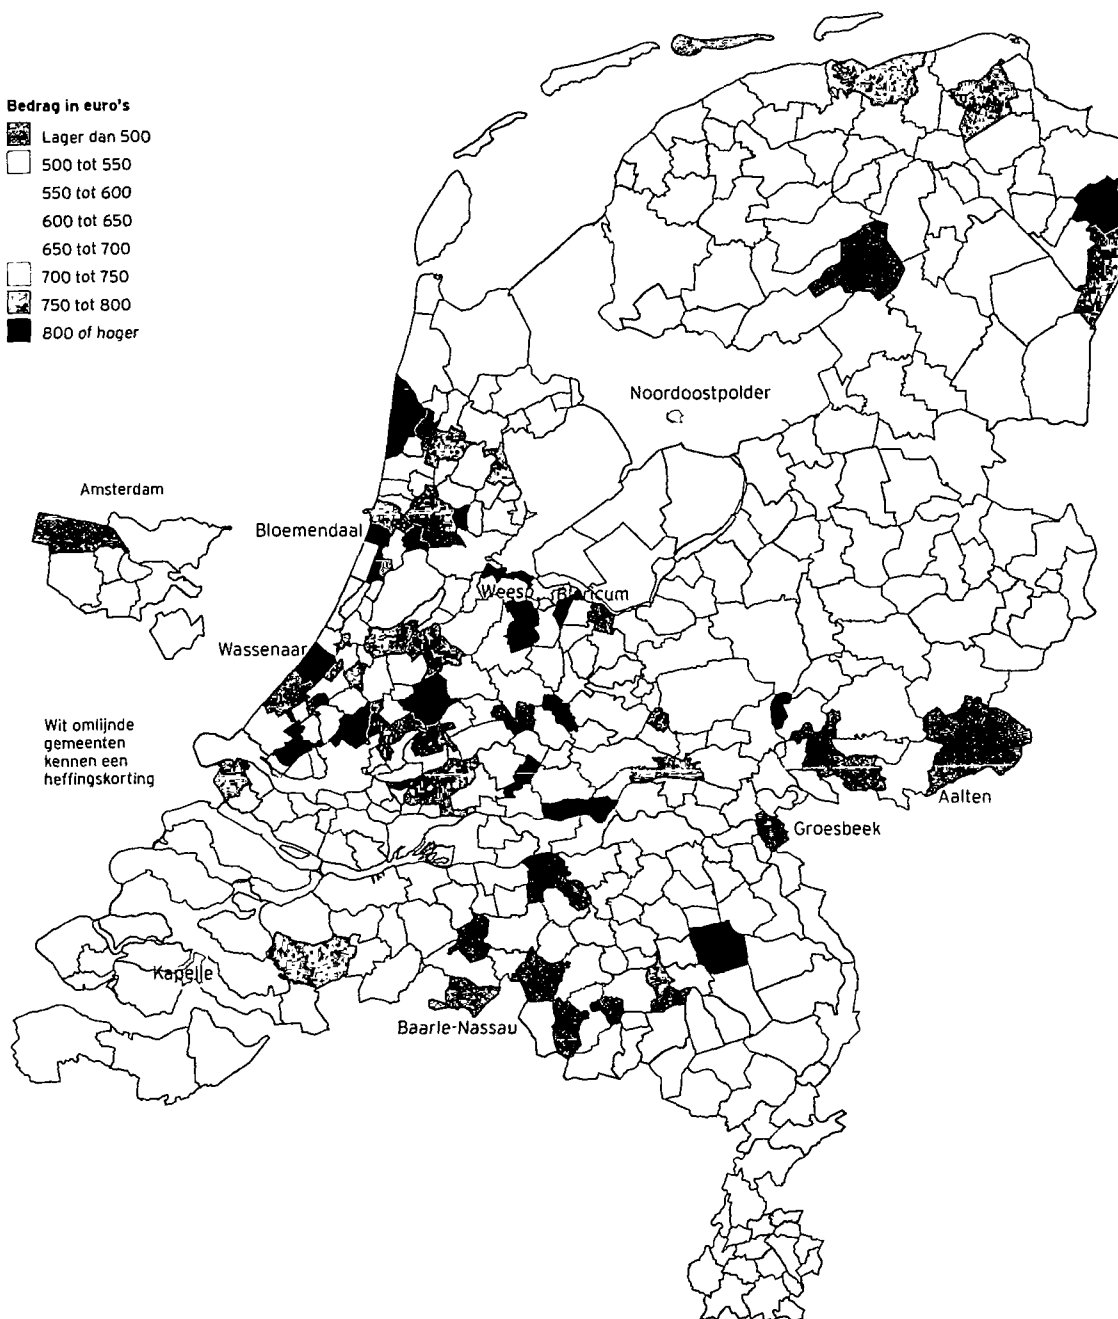 Bedrag in euro's
Lager dan 500
500 tot 550
550 tot 600
600 tot 650
650 tot 700
700 tot 750
750 tot 800
800 of hoger
Noordoostpolder
Amsterdam
Bloemendaal
Weesp
Blaricum
Wassenaar
Wit omlijnde
gemeenten
kennen een
heffingskorting
Aalten
Groesbeek
Kapelle
Baarle-Nassau